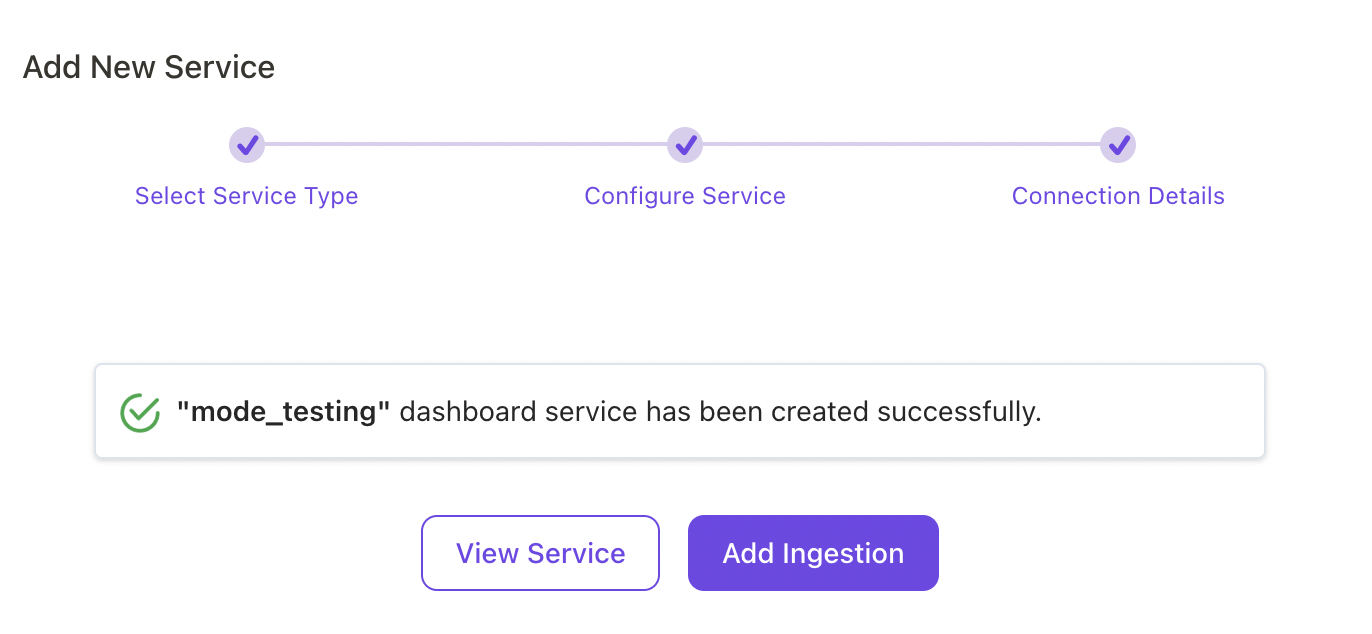 Add New Service
Select Service Type
Configure Service
Connection Details
"mode_testing" dashboard service has been created successfully.
View Service
Add Ingestion